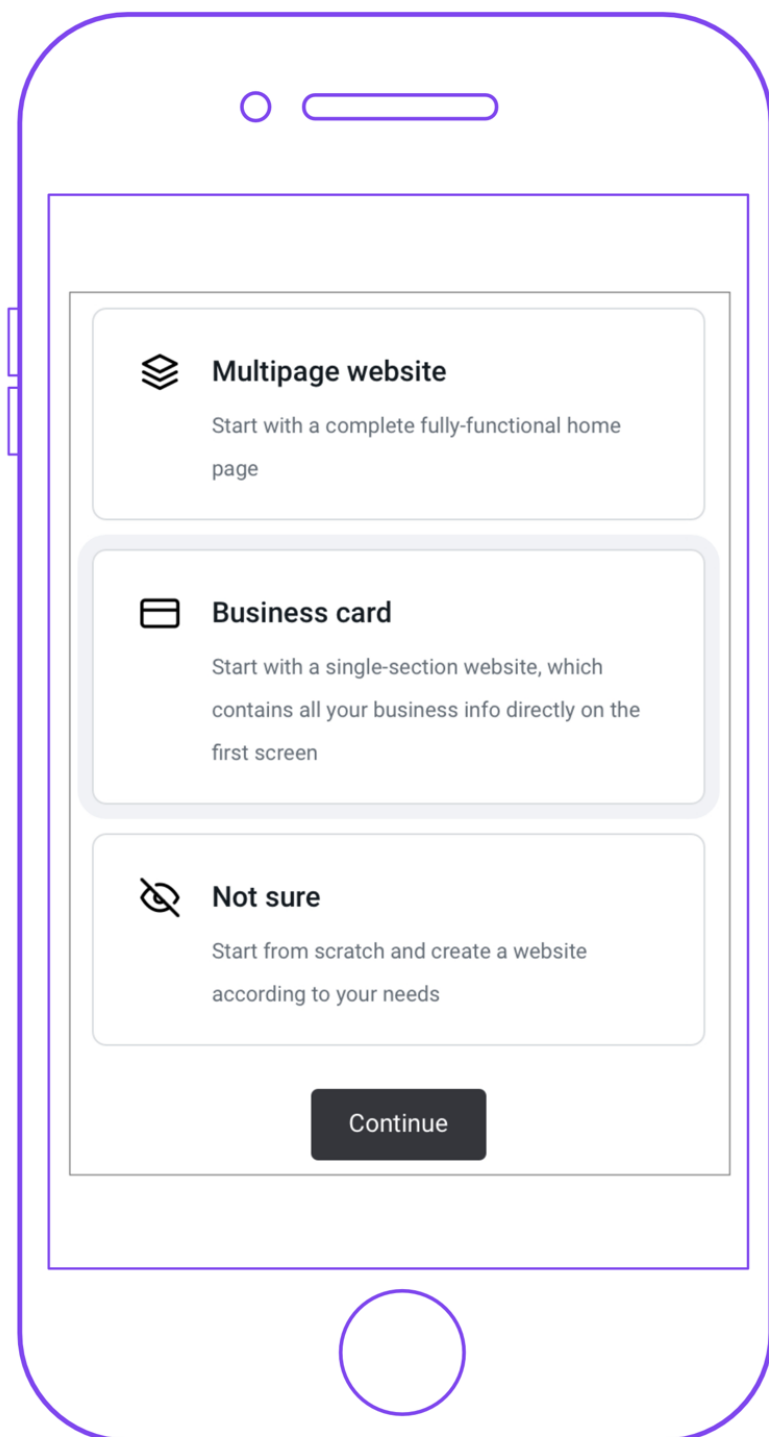 Multipage website
Start with a complete fully-functional home
page
Business card
Start with a single-section website, which
contains all your business info directly on the
first screen
Not sure
Start from scratch and create a website
according to your needs
Continue